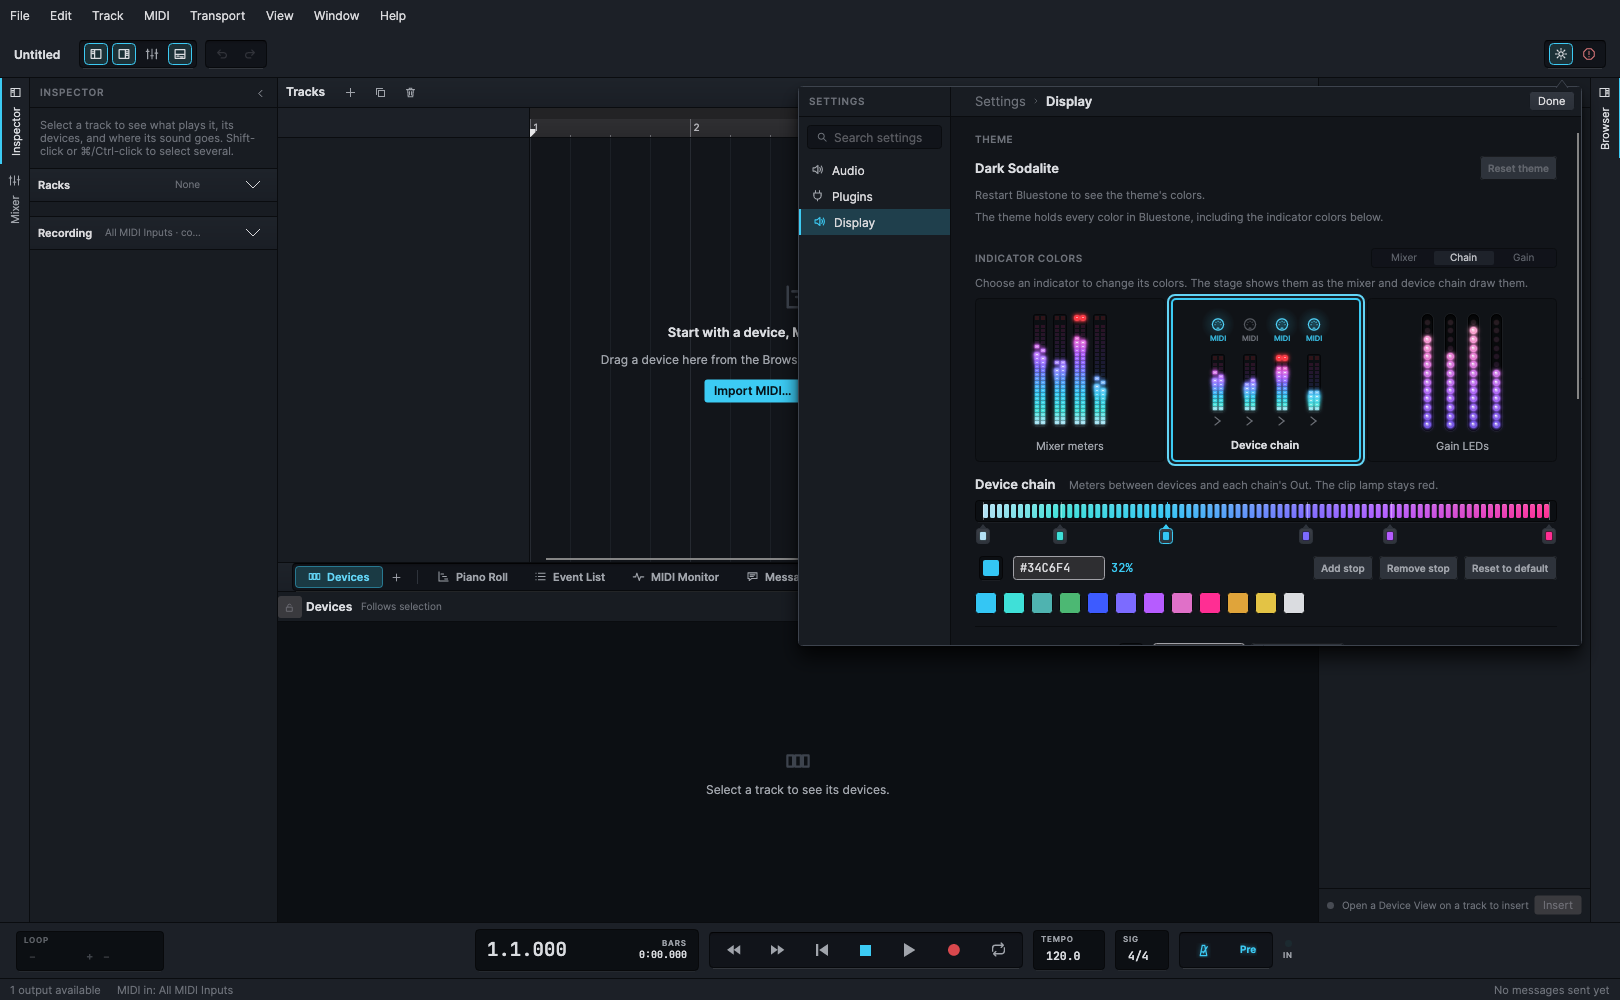 File Edit Track MIDI Transport View Window Help
Untitled
Inspector
Mixer
INSPECTOR
Select a track to see what plays it, its
devices, and where its sound goes. Shift-
click or ⌘/Ctrl-click to select several.
Racks None
Recording All MIDI Inputs · co...
Tracks
1
2
Start with a device, M
Drag a device here from the Brows
Import MIDI...
SETTINGS
Search settings
Audio
Plugins
Display
Settings › Display
Done
THEME
Dark Sodalite
Reset theme
Restart Bluestone to see the theme's colors.
The theme holds every color in Bluestone, including the indicator colors below.
INDICATOR COLORS
Mixer Chain Gain
Choose an indicator to change its colors. The stage shows them as the mixer and device chain draw them.
MIDI MIDI MIDI MIDI
Mixer meters
Device chain
Gain LEDs
Device chain Meters between devices and each chain's Out. The clip lamp stays red.
#34C6F4 32%
Add stop Remove stop Reset to default
Browser
Devices
Piano Roll
Event List
MIDI Monitor
Messa
Devices Follows selection
Select a track to see its devices.
Open a Device View on a track to insert
Insert
LOOP
– + –
1.1.000
BARS
0:00.000
TEMPO
120.0
SIG
4/4
Pre
IN
1 output available MIDI in: All MIDI Inputs
No messages sent yet